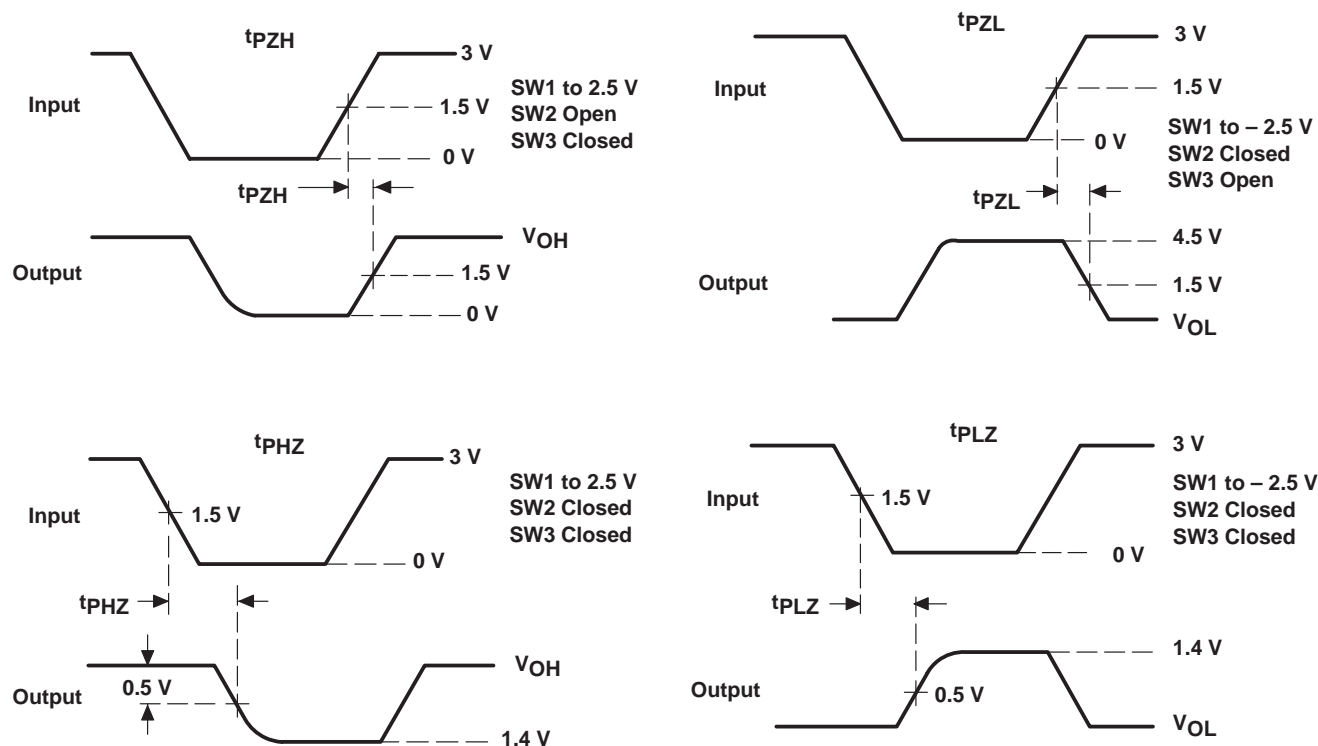 tPZH
3 V
SW1 to 2.5 V
SW2 Open
SW3 Closed
Input
1.5 V
0 V
tPZH
VOH
Output
1.5 V
0 V
tPZL
3 V
Input
1.5 V
SW1 to – 2.5 V
SW2 Closed
SW3 Open
0 V
tPZL
4.5 V
Output
1.5 V
VOL
tPHZ
3 V
SW1 to 2.5 V
SW2 Closed
SW3 Closed
Input
1.5 V
0 V
tPHZ
VOH
0.5 V
Output
1.4 V
tPLZ
3 V
SW1 to – 2.5 V
SW2 Closed
SW3 Closed
Input
1.5 V
0 V
tPLZ
1.4 V
Output
0.5 V
VOL